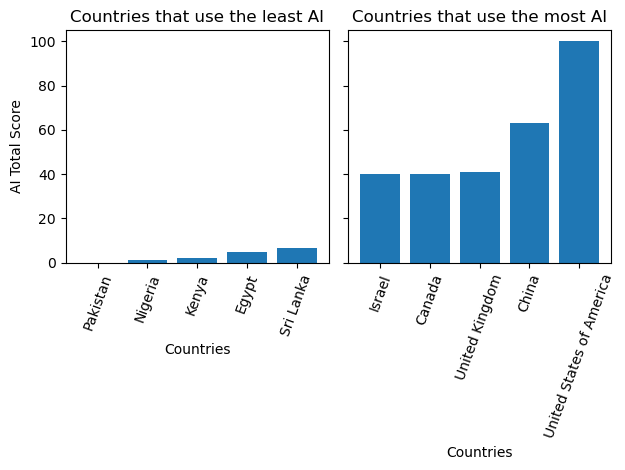 Countries that use the least AI
Countries that use the most AI
AI Total Score
100
80
60
40
20
0
Pakistan
Nigeria
Kenya
Egypt
Sri Lanka
Countries
Israel
Canada
United Kingdom
China
United States of America
Countries